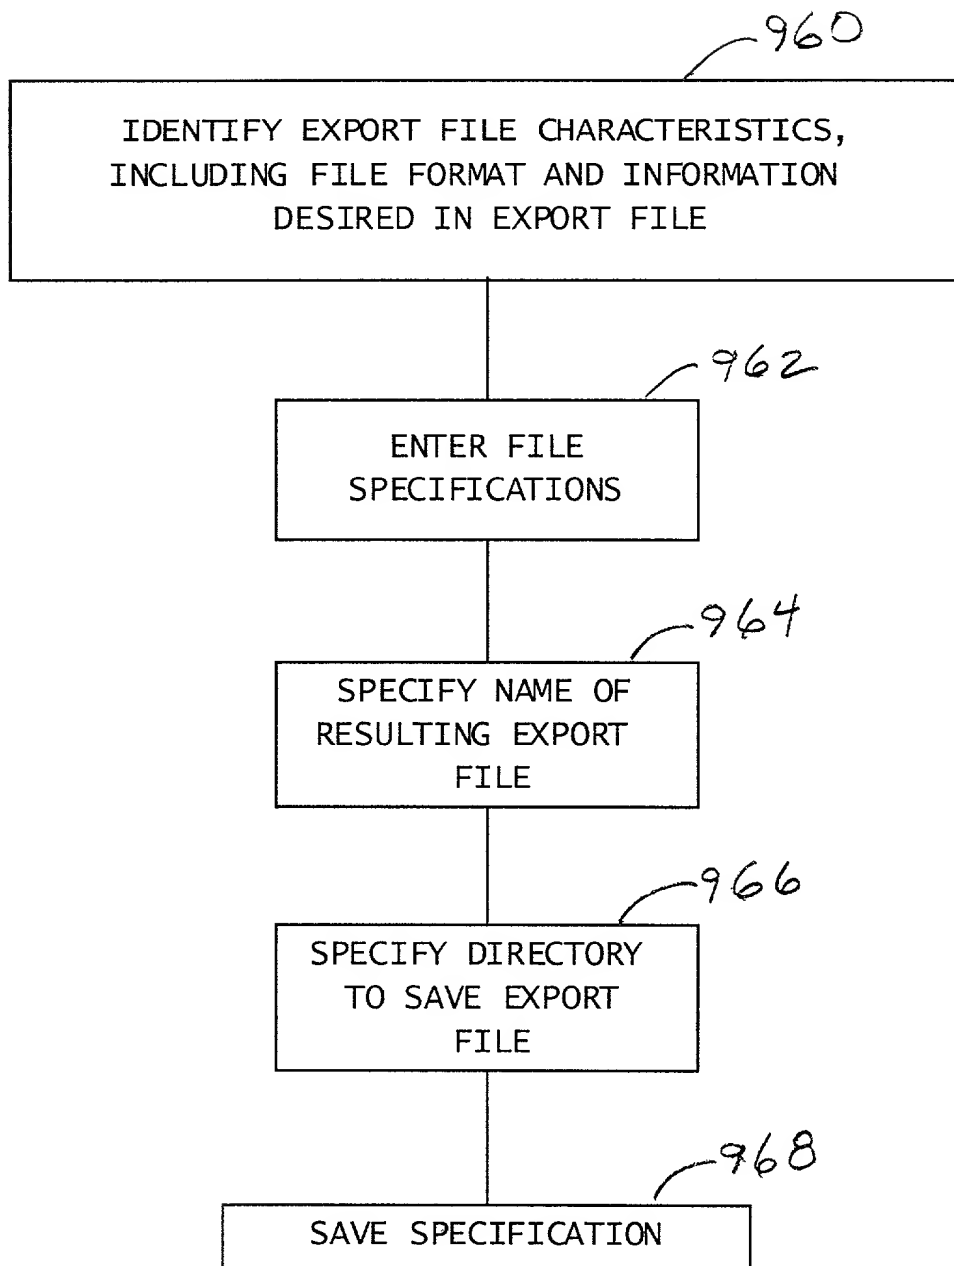 960
IDENTIFY EXPORT FILE CHARACTERISTICS,
INCLUDING FILE FORMAT AND INFORMATION
DESIRED IN EXPORT FILE
962
ENTER FILE
SPECIFICATIONS
964
SPECIFY NAME OF
RESULTING EXPORT
FILE
966
SPECIFY DIRECTORY
TO SAVE EXPORT
FILE
968
SAVE SPECIFICATION